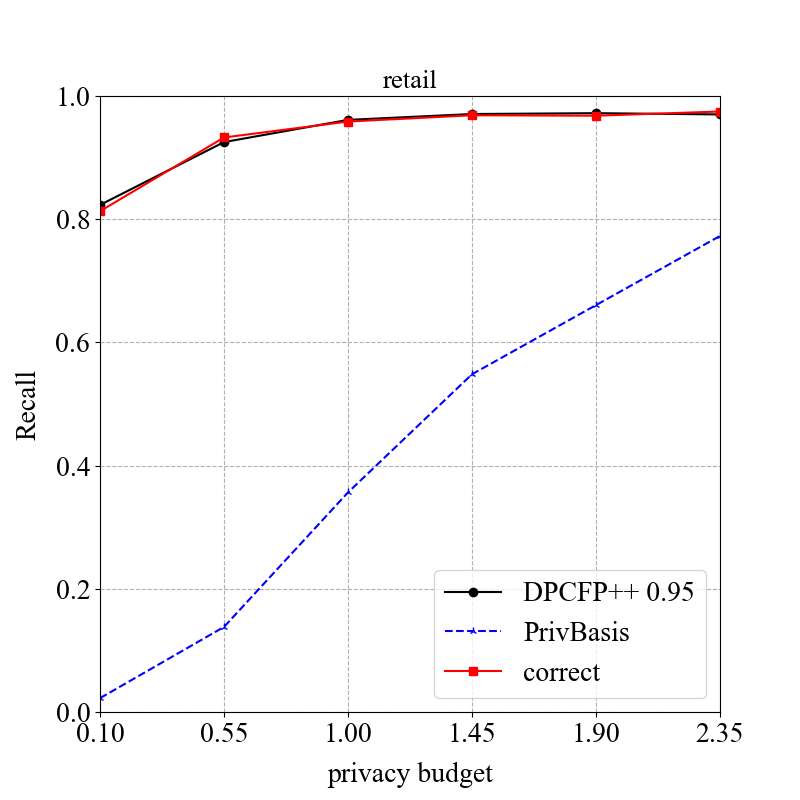 retail
1.0
0.8
0.6
0.4
0.2
0.0
Recall
DPCFP++ 0.95
PrivBasis
correct
0.10 0.55 1.00 1.45 1.90 2.35
privacy budget